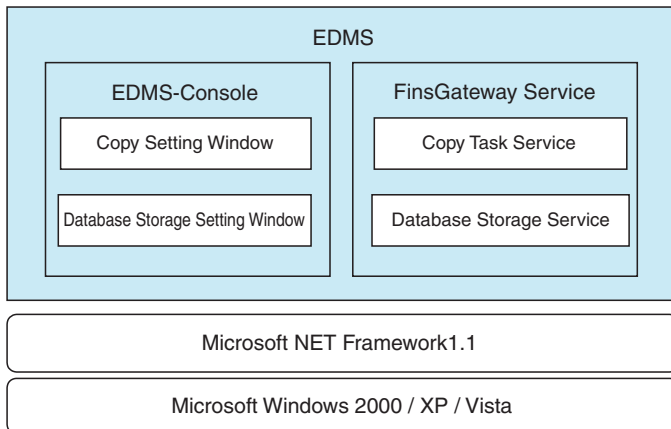 EDMS
EDMS-Console
Copy Setting Window
Database Storage Setting Window
FinsGateway Service
Copy Task Service
Database Storage Service
Microsoft NET Framework1.1
Microsoft Windows 2000 / XP / Vista